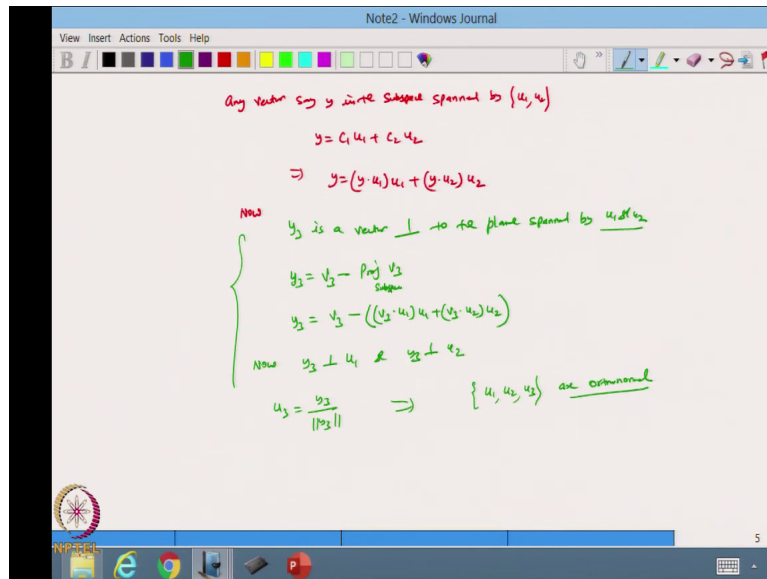 Note2 - Windows Journal
View Insert Actions Tools Help
B I
Any vector say y in the subspace spanned by {u₁, u₂}
y = c₁ u₁ + c₂ u₂
⇒ y = (y · u₁) u₁ + (y · u₂) u₂
Now
y₃ is a vector ⊥ to the plane spanned by u₁ & u₂
y₃ = v₃ − Proj v₃
Subspace
y₃ = v₃ − ((v₃ · u₁) u₁ + (v₃ · u₂) u₂)
Now y₃ ⊥ u₁ & y₃ ⊥ u₂
u₃ = y₃ / ||y₃|| ⇒ {u₁, u₂, u₃} are orthonormal
5
NPTEL